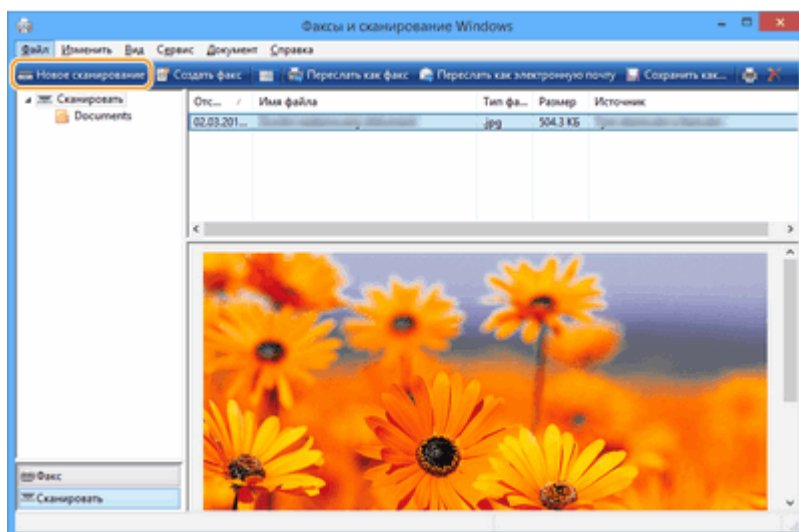 Факсы и сканирование Windows
Файл Изменить Вид Сервис Документ Справка
Новое сканирование Создать факс Переслать как факс Переслать как электронную почту Сохранить как...
Сканировать
Documents
Отс... Имя файла Тип фа... Размер Источник
02.03.201... .jpg 504.3 КБ
Факс
Сканировать